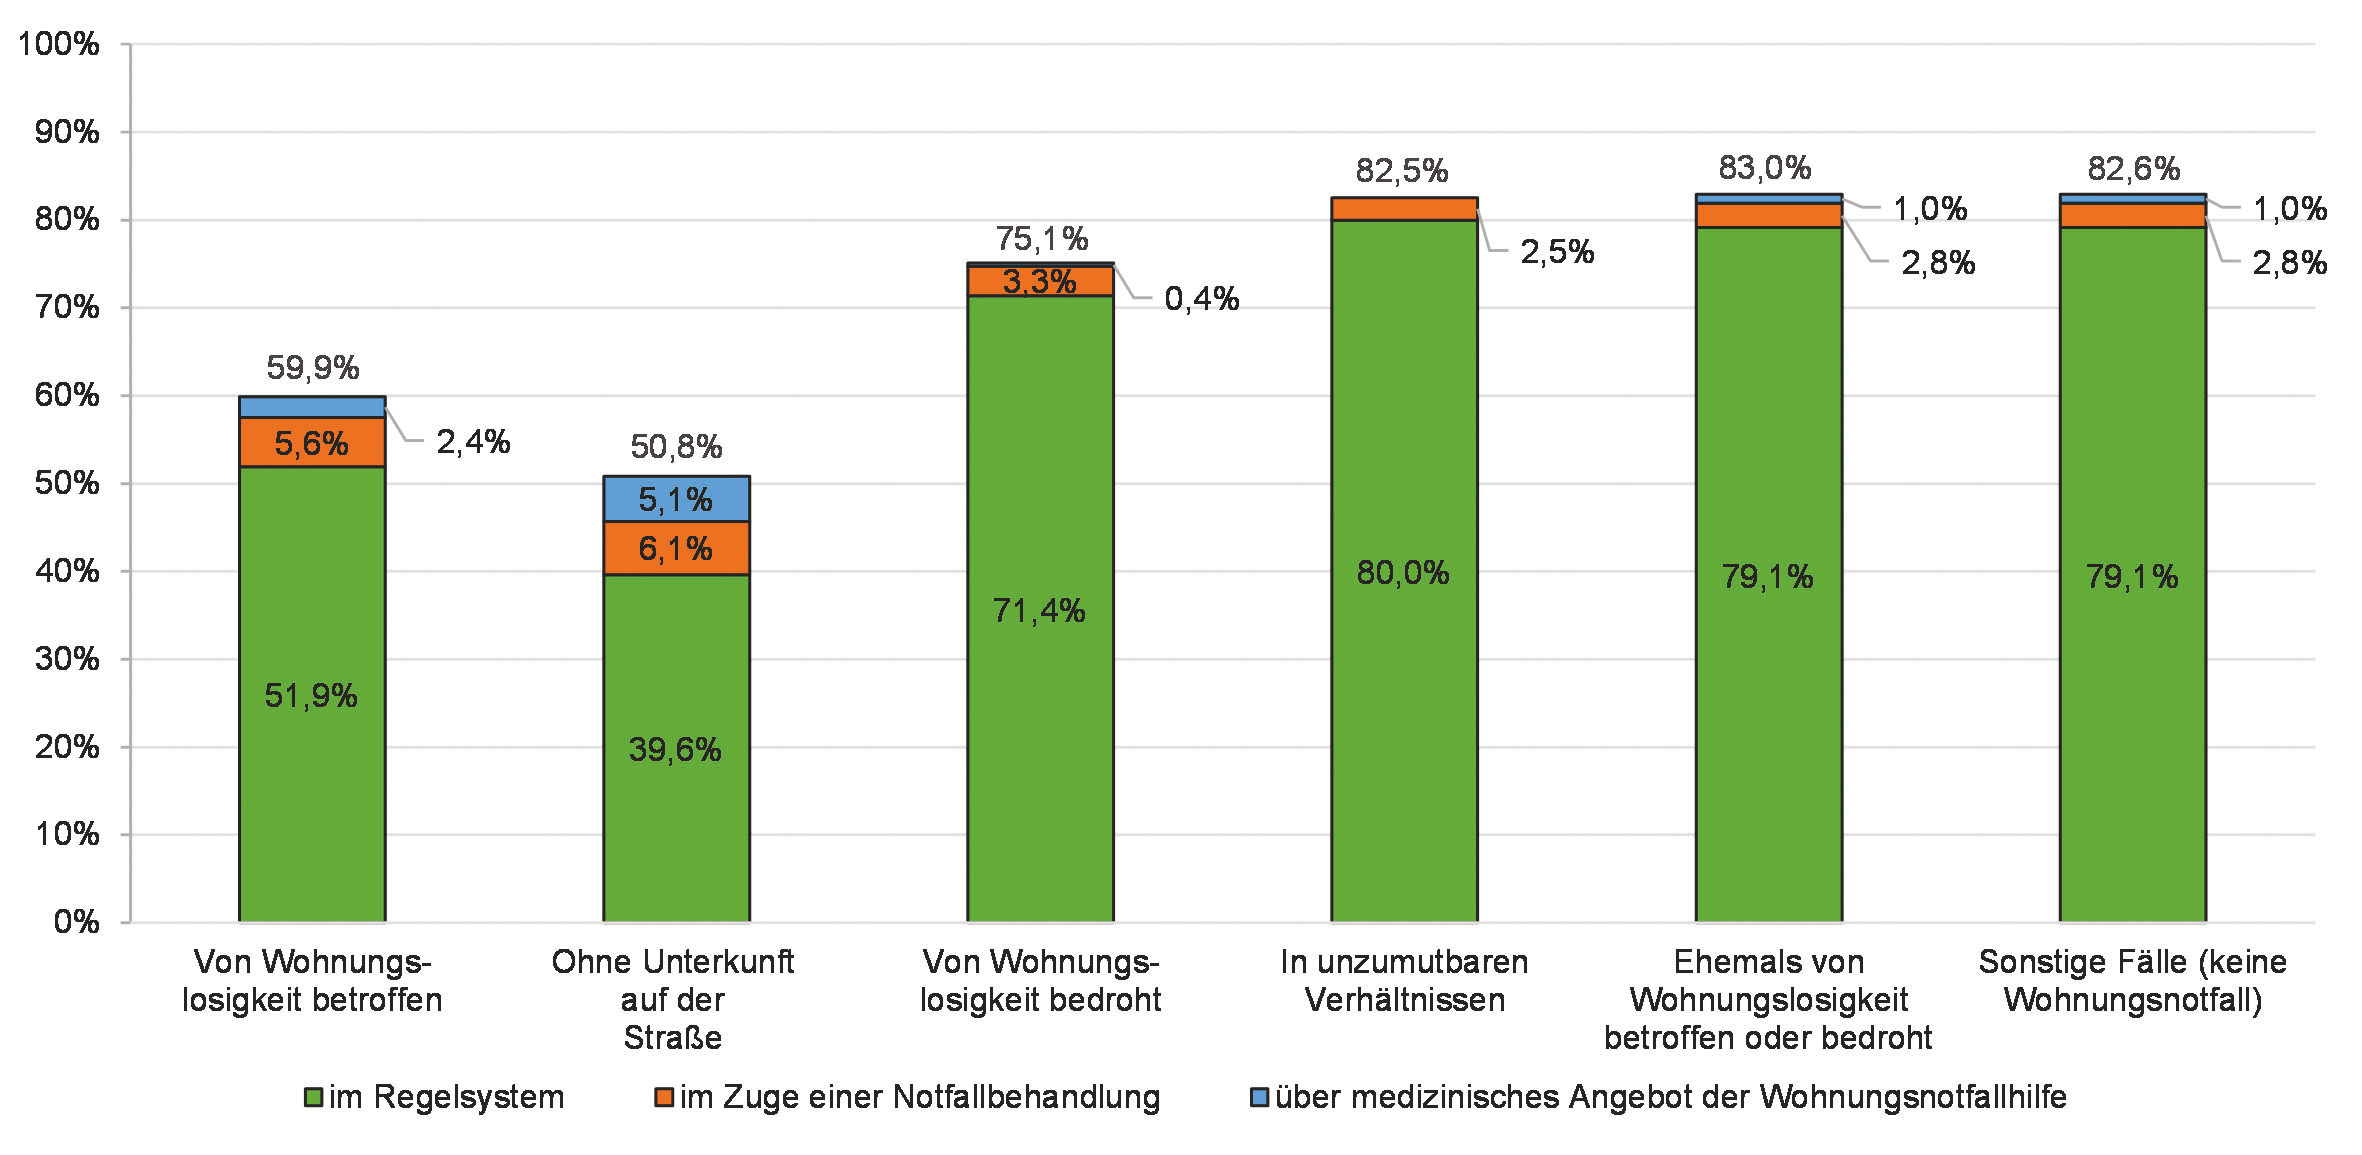 100%
90%
80%
70%
60%
50%
40%
30%
20%
10%
0%
59,9%
5,6%
2,4%
51,9%
50,8%
5,1%
6,1%
39,6%
75,1%
3,3%
0,4%
71,4%
82,5%
2,5%
80,0%
83,0%
1,0%
2,8%
79,1%
82,6%
1,0%
2,8%
79,1%
Von Wohnungs-
losigkeit betroffen
Ohne Unterkunft
auf der
Straße
Von Wohnungs-
losigkeit bedroht
In unzumutbaren
Verhältnissen
Ehemals von
Wohnungslosigkeit
betroffen oder bedroht
Sonstige Fälle (keine
Wohnungsnotfall)
im Regelsystem
im Zuge einer Notfallbehandlung
über medizinisches Angebot der Wohnungsnotfallhilfe